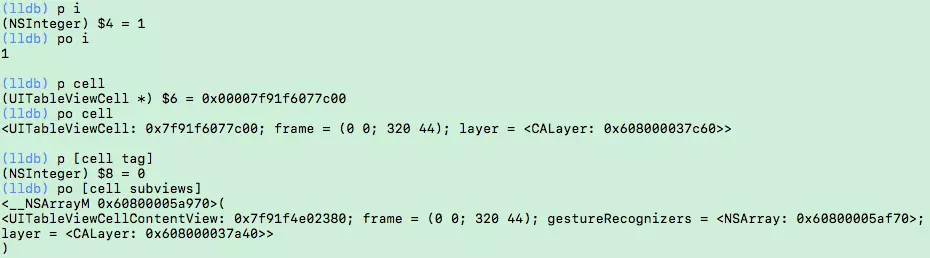 (lldb) p i
(NSInteger) $4 = 1
(lldb) po i
1
(lldb) p cell
(UITableViewCell *) $6 = 0x00007f91f6077c00
(lldb) po cell
<UITableViewCell: 0x7f91f6077c00; frame = (0 0; 320 44); layer = <CALayer: 0x608000037c60>>
(lldb) p [cell tag]
(NSInteger) $8 = 0
(lldb) po [cell subviews]
<__NSArrayM 0x60800005a970>(
<UITableViewCellContentView: 0x7f91f4e02380; frame = (0 0; 320 44); gestureRecognizers = <NSArray: 0x60800005af70>;
layer = <CALayer: 0x608000037a40>>
)